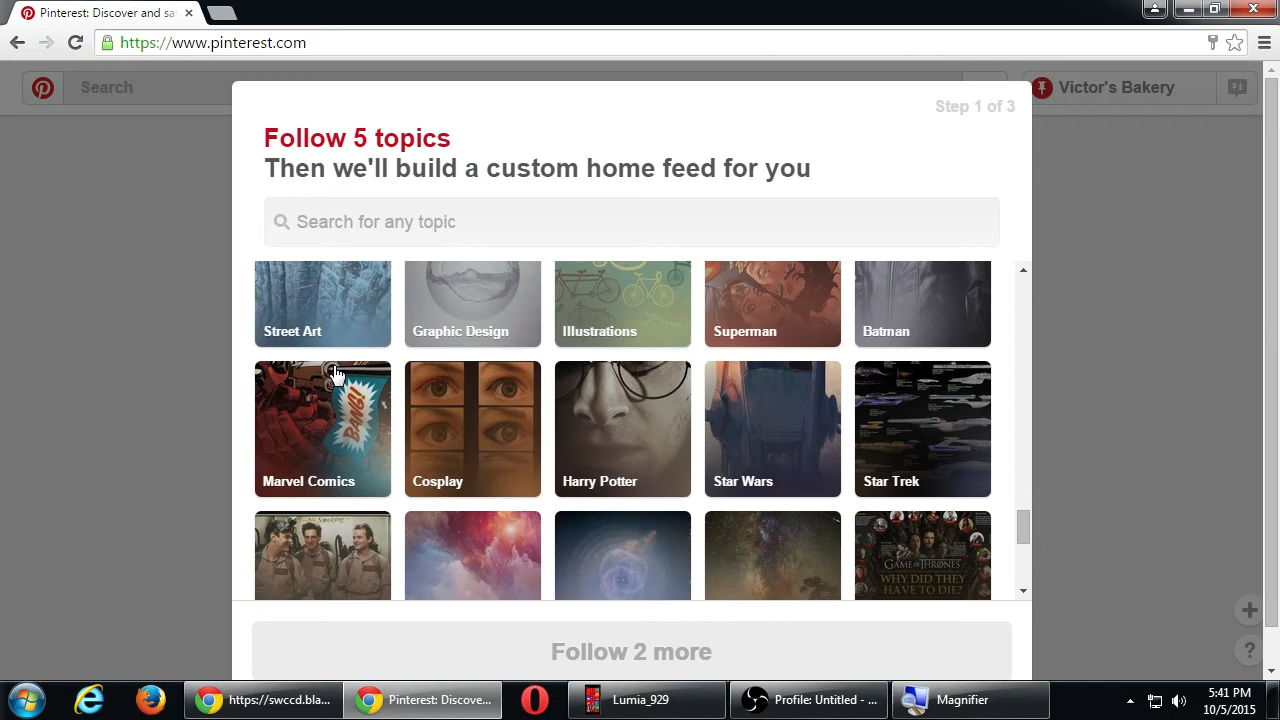 Pinterest: Discover and sa
https://www.pinterest.com
Search
Victor's Bakery
Step 1 of 3
Follow 5 topics
Then we'll build a custom home feed for you
Search for any topic
Street Art
Graphic Design
Illustrations
Superman
Batman
BANG!
Marvel Comics
Cosplay
Harry Potter
Star Wars
Star Trek
No Smoking
GAME OF THRONES
WHY DID THEY
HAVE TO DIE?
Follow 2 more
https://swccd.bla...
Pinterest: Discove...
Lumia_929
Profile: Untitled - ...
Magnifier
5:41 PM
10/5/2015